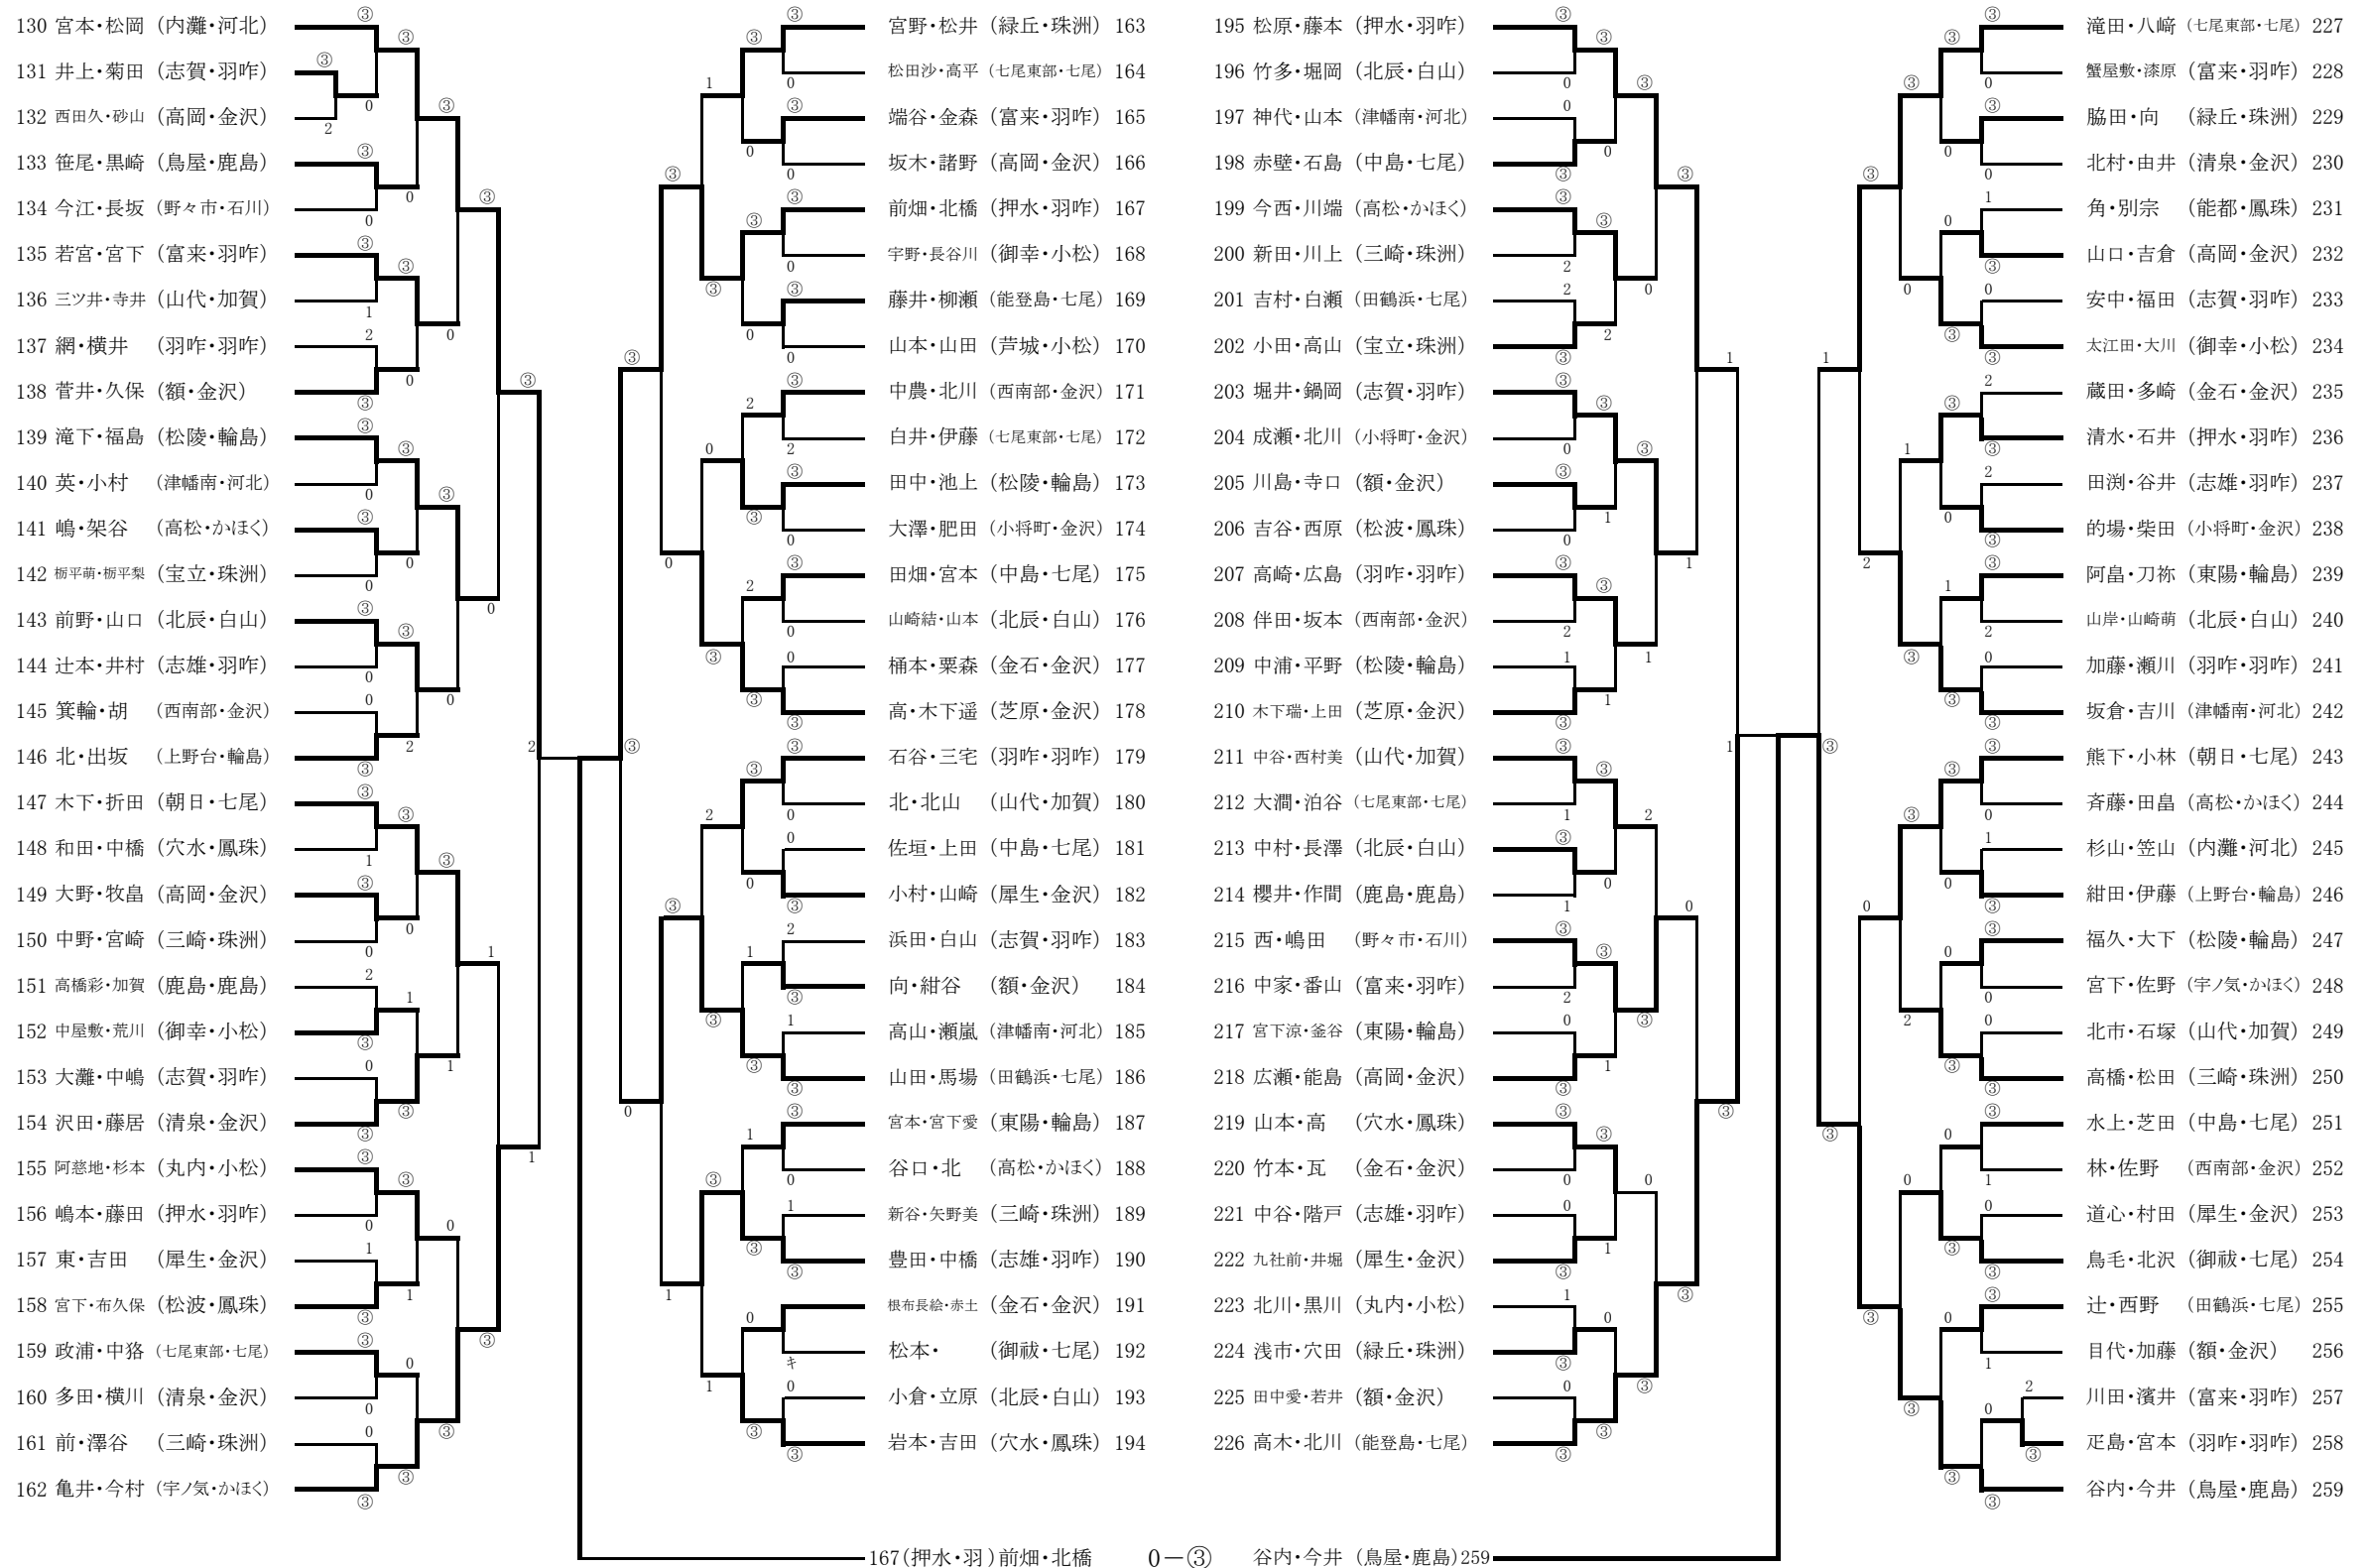 130 宮本・松岡 (内灘・河北)
131 井上・菊田 (志賀・羽咋)
132 西田久・砂山 (高岡・金沢)
133 笹尾・黒崎 (鳥屋・鹿島)
134 今江・長坂 (野々市・石川)
135 若宮・宮下 (富来・羽咋)
136 三ツ井・寺井 (山代・加賀)
137 網・横井 (羽咋・羽咋)
138 菅井・久保 (額・金沢)
139 滝下・福島 (松陵・輪島)
140 英・小村 (津幡南・河北)
141 嶋・架谷 (高松・かほく)
142 栃平萌・栃平梨 (宝立・珠洲)
143 前野・山口 (北辰・白山)
144 辻本・井村 (志雄・羽咋)
145 箕輪・胡 (西南部・金沢)
146 北・出坂 (上野台・輪島)
147 木下・折田 (朝日・七尾)
148 和田・中橋 (穴水・鳳珠)
149 大野・牧畠 (高岡・金沢)
150 中野・宮崎 (三崎・珠洲)
151 高橋彩・加賀 (鹿島・鹿島)
152 中屋敷・荒川 (御幸・小松)
153 大灘・中嶋 (志賀・羽咋)
154 沢田・藤居 (清泉・金沢)
155 阿慈地・杉本 (丸内・小松)
156 嶋本・藤田 (押水・羽咋)
157 東・吉田 (犀生・金沢)
158 宮下・布久保 (松波・鳳珠)
159 政浦・中狢 (七尾東部・七尾)
160 多田・横川 (清泉・金沢)
161 前・澤谷 (三崎・珠洲)
162 亀井・今村 (宇ノ気・かほく)
宮野・松井 (緑丘・珠洲) 163
松田沙・高平 (七尾東部・七尾) 164
端谷・金森 (富来・羽咋) 165
坂木・諸野 (高岡・金沢) 166
前畑・北橋 (押水・羽咋) 167
宇野・長谷川 (御幸・小松) 168
藤井・柳瀬 (能登島・七尾) 169
山本・山田 (芦城・小松) 170
中農・北川 (西南部・金沢) 171
白井・伊藤 (七尾東部・七尾) 172
田中・池上 (松陵・輪島) 173
大澤・肥田 (小将町・金沢) 174
田畑・宮本 (中島・七尾) 175
山崎結・山本 (北辰・白山) 176
桶本・粟森 (金石・金沢) 177
高・木下遥 (芝原・金沢) 178
石谷・三宅 (羽咋・羽咋) 179
北・北山 (山代・加賀) 180
佐垣・上田 (中島・七尾) 181
小村・山崎 (犀生・金沢) 182
浜田・白山 (志賀・羽咋) 183
向・紺谷 (額・金沢) 184
高山・瀬嵐 (津幡南・河北) 185
山田・馬場 (田鶴浜・七尾) 186
宮本・宮下愛 (東陽・輪島) 187
谷口・北 (高松・かほく) 188
新谷・矢野美 (三崎・珠洲) 189
豊田・中橋 (志雄・羽咋) 190
根布長絵・赤土 (金石・金沢) 191
松本・ (御祓・七尾) 192
キ
小倉・立原 (北辰・白山) 193
岩本・吉田 (穴水・鳳珠) 194
195 松原・藤本 (押水・羽咋)
196 竹多・堀岡 (北辰・白山)
197 神代・山本 (津幡南・河北)
198 赤壁・石島 (中島・七尾)
199 今西・川端 (高松・かほく)
200 新田・川上 (三崎・珠洲)
201 吉村・白瀬 (田鶴浜・七尾)
202 小田・高山 (宝立・珠洲)
203 堀井・鍋岡 (志賀・羽咋)
204 成瀬・北川 (小将町・金沢)
205 川島・寺口 (額・金沢)
206 吉谷・西原 (松波・鳳珠)
207 高崎・広島 (羽咋・羽咋)
208 伴田・坂本 (西南部・金沢)
209 中浦・平野 (松陵・輪島)
210 木下瑞・上田 (芝原・金沢)
211 中谷・西村美 (山代・加賀)
212 大澗・泊谷 (七尾東部・七尾)
213 中村・長澤 (北辰・白山)
214 櫻井・作間 (鹿島・鹿島)
215 西・嶋田 (野々市・石川)
216 中家・番山 (富来・羽咋)
217 宮下涼・釜谷 (東陽・輪島)
218 広瀬・能島 (高岡・金沢)
219 山本・高 (穴水・鳳珠)
220 竹本・瓦 (金石・金沢)
221 中谷・階戸 (志雄・羽咋)
222 九社前・井堀 (犀生・金沢)
223 北川・黒川 (丸内・小松)
224 浅市・穴田 (緑丘・珠洲)
225 田中愛・若井 (額・金沢)
226 高木・北川 (能登島・七尾)
滝田・八﨑 (七尾東部・七尾) 227
蟹屋敷・漆原 (富来・羽咋) 228
脇田・向 (緑丘・珠洲) 229
北村・由井 (清泉・金沢) 230
角・別宗 (能都・鳳珠) 231
山口・吉倉 (高岡・金沢) 232
安中・福田 (志賀・羽咋) 233
太江田・大川 (御幸・小松) 234
蔵田・多崎 (金石・金沢) 235
清水・石井 (押水・羽咋) 236
田渕・谷井 (志雄・羽咋) 237
的場・柴田 (小将町・金沢) 238
阿畠・刀祢 (東陽・輪島) 239
山岸・山崎萌 (北辰・白山) 240
加藤・瀬川 (羽咋・羽咋) 241
坂倉・吉川 (津幡南・河北) 242
熊下・小林 (朝日・七尾) 243
斉藤・田畠 (高松・かほく) 244
杉山・笠山 (内灘・河北) 245
紺田・伊藤 (上野台・輪島) 246
福久・大下 (松陵・輪島) 247
宮下・佐野 (宇ノ気・かほく) 248
北市・石塚 (山代・加賀) 249
高橋・松田 (三崎・珠洲) 250
水上・芝田 (中島・七尾) 251
林・佐野 (西南部・金沢) 252
道心・村田 (犀生・金沢) 253
鳥毛・北沢 (御祓・七尾) 254
辻・西野 (田鶴浜・七尾) 255
目代・加藤 (額・金沢) 256
川田・濱井 (富来・羽咋) 257
疋島・宮本 (羽咋・羽咋) 258
谷内・今井 (鳥屋・鹿島) 259
167(押水・羽 )前畑・北橋 0－③ 谷内・今井 (鳥屋・鹿島)259